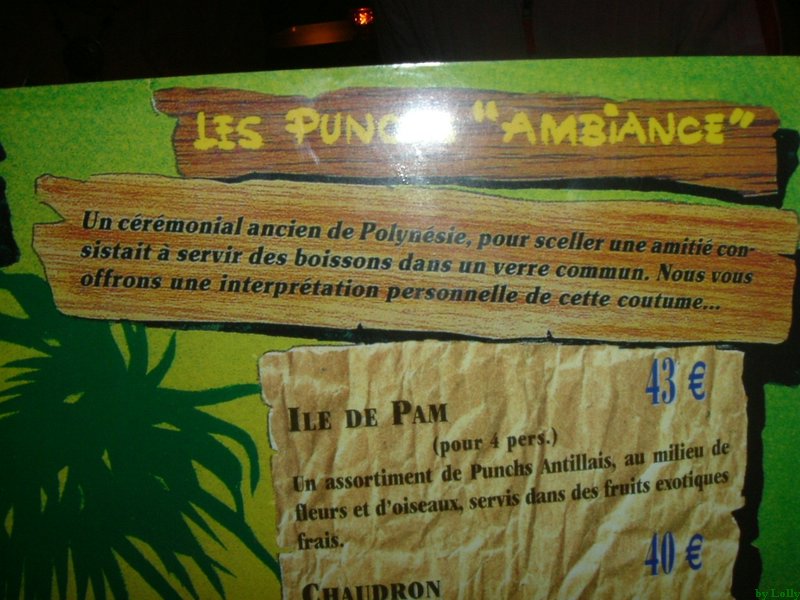 LES PUNCHS "AMBIANCE"
Un cérémonial ancien de Polynésie, pour sceller une amitié con-
sistait à servir des boissons dans un verre commun. Nous vous
offrons une interprétation personnelle de cette coutume...
43 €
ILE DE PAM
(pour 4 pers.)
Un assortiment de Punchs Antillais, au milieu de
fleurs et d'oiseaux, servis dans des fruits exotiques
frais.
40 €
CHAUDRON
by Lolly